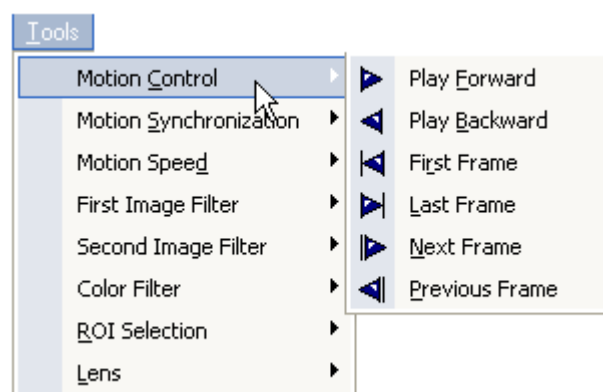 Tools
Motion Control
Motion Synchronization
Motion Speed
First Image Filter
Second Image Filter
Color Filter
ROI Selection
Lens
Play Forward
Play Backward
First Frame
Last Frame
Next Frame
Previous Frame